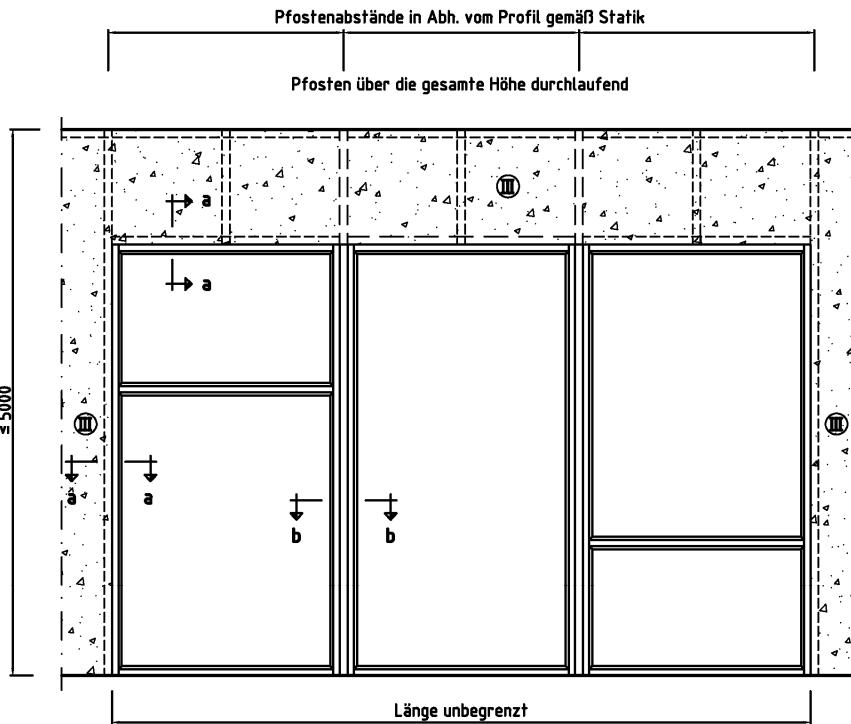 Pfostenabstände in Abh. vom Profil gemäß Statik
Pfosten über die gesamte Höhe durchlaufend
III
a
a
≤ 5000
III
III
a
a
b
b
Länge unbegrenzt